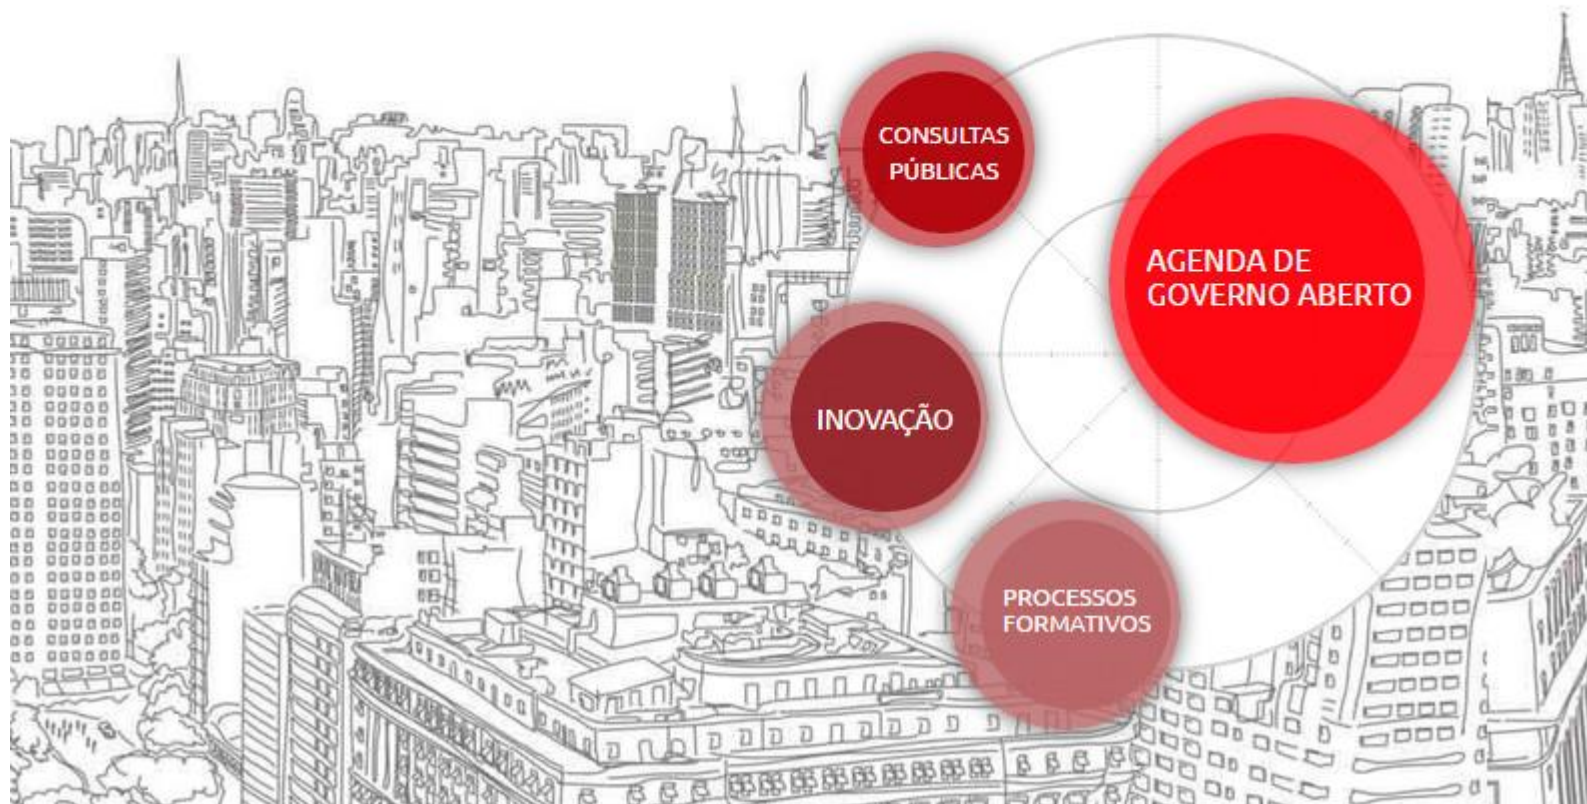 CONSULTAS
PÚBLICAS
AGENDA DE
GOVERNO ABERTO
INOVAÇÃO
PROCESSOS
FORMATIVOS